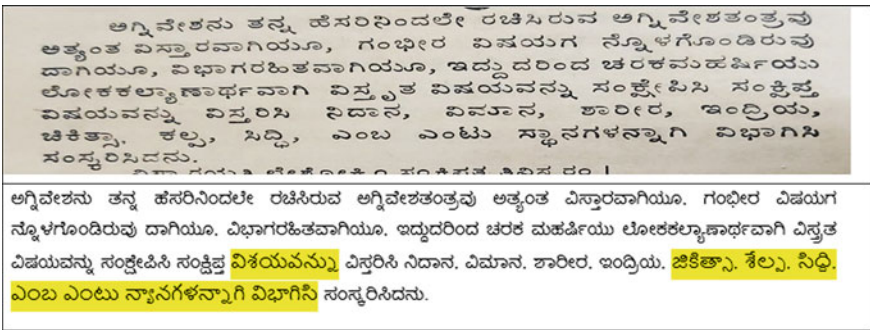 ಅಗ್ನಿವೇಶನು ತನ್ನ ಹೆಸರಿನಿಂದಲೇ ರಚಿಸಿರುವ ಅಗ್ನಿವೇಶತಂತ್ರವು
ಅತ್ಯಂತ ವಿಸ್ತಾರವಾಗಿಯೂ, ಗಂಭೀರ ವಿಷಯಗ ನ್ನೊಳಗೊಂಡಿರುವು
ದಾಗಿಯೂ, ವಿಭಾಗರಹಿತವಾಗಿಯೂ, ಇದ್ದುದರಿಂದ ಚರಕಮಹರ್ಷಿಯು
ಲೋಕಕಲ್ಯಾಣಾರ್ಥವಾಗಿ ವಿಸ್ತೃತ ವಿಷಯವನ್ನು ಸಂಕ್ಷೇಪಿಸಿ ಸಂಕ್ಷಿಪ್ತ
ವಿಷಯವನ್ನು ವಿಸ್ತರಿಸಿ ನಿದಾನ, ವಿಮಾನ, ಶಾರೀರ, ಇಂದ್ರಿಯ,
ಚಿಕಿತ್ಸಾ, ಕಲ್ಪ, ಸಿದ್ಧಿ, ಎಂಬ ಎಂಟು ಸ್ಥಾನಗಳನ್ನಾಗಿ ವಿಭಾಗಿಸಿ
ಸಂಸ್ಕರಿಸಿದನು.
ಅಗ್ನಿವೇಶನು ತನ್ನ ಹೆಸರಿನಿಂದಲೇ ರಚಿಸಿರುವ ಅಗ್ನಿವೇಶತಂತ್ರವು ಅತ್ಯಂತ ವಿಸ್ತಾರವಾಗಿಯೂ. ಗಂಭೀರ ವಿಷಯಗ
ನ್ನೊಳಗೊಂಡಿರುವು ದಾಗಿಯೂ. ವಿಭಾಗರಹಿತವಾಗಿಯೂ. ಇದ್ದುದರಿಂದ ಚರಕ ಮಹರ್ಷಿಯು ಲೋಕಕಲ್ಯಾಣಾರ್ಥವಾಗಿ ವಿಸ್ತ್ರತ
ವಿಷಯವನ್ನು ಸಂಕ್ಷೇಪಿಸಿ ಸಂಕ್ಷಿಪ್ತ ವಿಶಯವನ್ನು ವಿಸ್ತರಿಸಿ ನಿದಾನ. ವಿಮಾನ. ಶಾರೀರ. ಇಂದ್ರಿಯ. ಜಿಕಿತ್ಸಾ. ಶೇಲ್ಪ. ಸಿಧ್ಧಿ.
ಎಂಬ ಎಂಟು ನ್ಯಾನಗಳನ್ನಾಗಿ ವಿಭಾಗಿಸಿ ಸಂಸ್ಕರಿಸಿದನು.